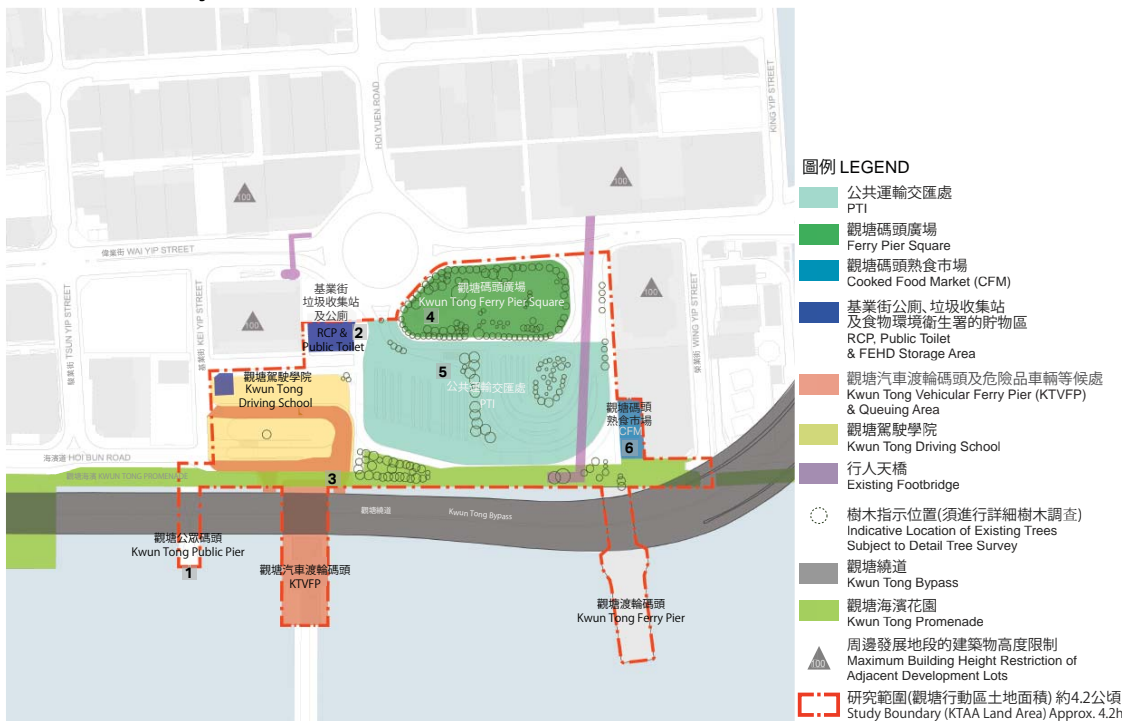 HOI YUEN ROAD
KING YIP STREET
100
100
偉業街 WAI YIP STREET
駿業街 TSUN YIP STREET
基業街 KEI YIP STREET
100
基業街
垃圾收集站
及公廁
RCP &
Public Toilet
2
觀塘碼頭廣場
Kwun Tong Ferry Pier Square
4
5
公共運輸交匯處
PTI
100
WING YIP STREET
觀塘駕駛學院
Kwun Tong
Driving School
觀塘碼頭
熟食市場
CFM
6
海濱道 HOI BUN ROAD
觀塘海濱 KWUN TONG PROMENADE
3
觀塘繞道
Kwun Tong Bypass
觀塘公眾碼頭
Kwun Tong Public Pier
1
觀塘汽車渡輪碼頭
KTVFP
觀塘渡輪碼頭
Kwun Tong Ferry Pier
圖例 LEGEND
公共運輸交匯處
PTI
觀塘碼頭廣場
Ferry Pier Square
觀塘碼頭熟食市場
Cooked Food Market (CFM)
基業街公廁, 垃圾收集站
及食物環境衛生署的貯物區
RCP, Public Toilet
& FEHD Storage Area
觀塘汽車渡輪碼頭及危險品車輛等候處
Kwun Tong Vehicular Ferry Pier (KTVFP)
& Queuing Area
觀塘駕駛學院
Kwun Tong Driving School
行人天橋
Existing Footbridge
樹木指示位置(須進行詳細樹木調查)
Indicative Location of Existing Trees
Subject to Detail Tree Survey
觀塘繞道
Kwun Tong Bypass
觀塘海濱花園
Kwun Tong Promenade
100
周邊發展地段的建築物高度限制
Maximum Building Height Restriction of
Adjacent Development Lots
研究範圍(觀塘行動區土地面積) 約4.2公頃
Study Boundary (KTAA Land Area) Approx. 4.2h